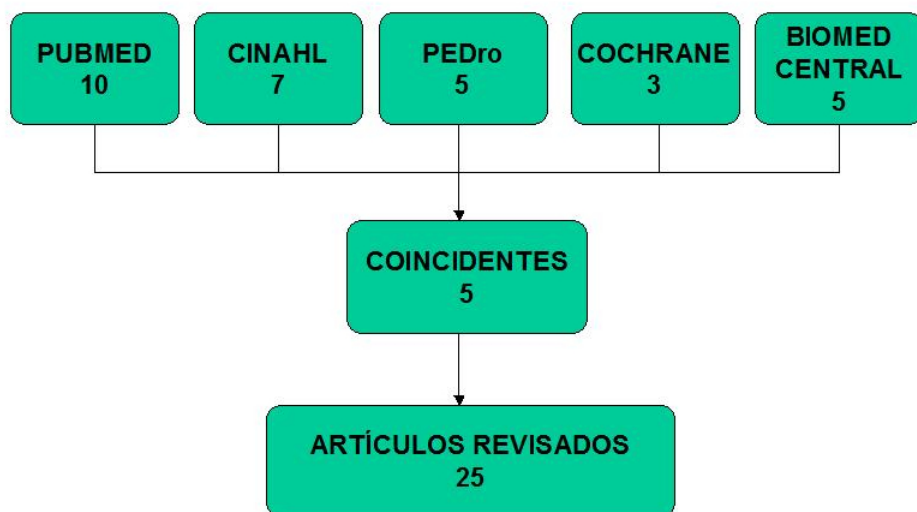 PUBMED
10
CINAHL
7
PEDro
5
COCHRANE
3
BIOMED
CENTRAL
5
COINCIDENTES
5
ARTÍCULOS REVISADOS
25